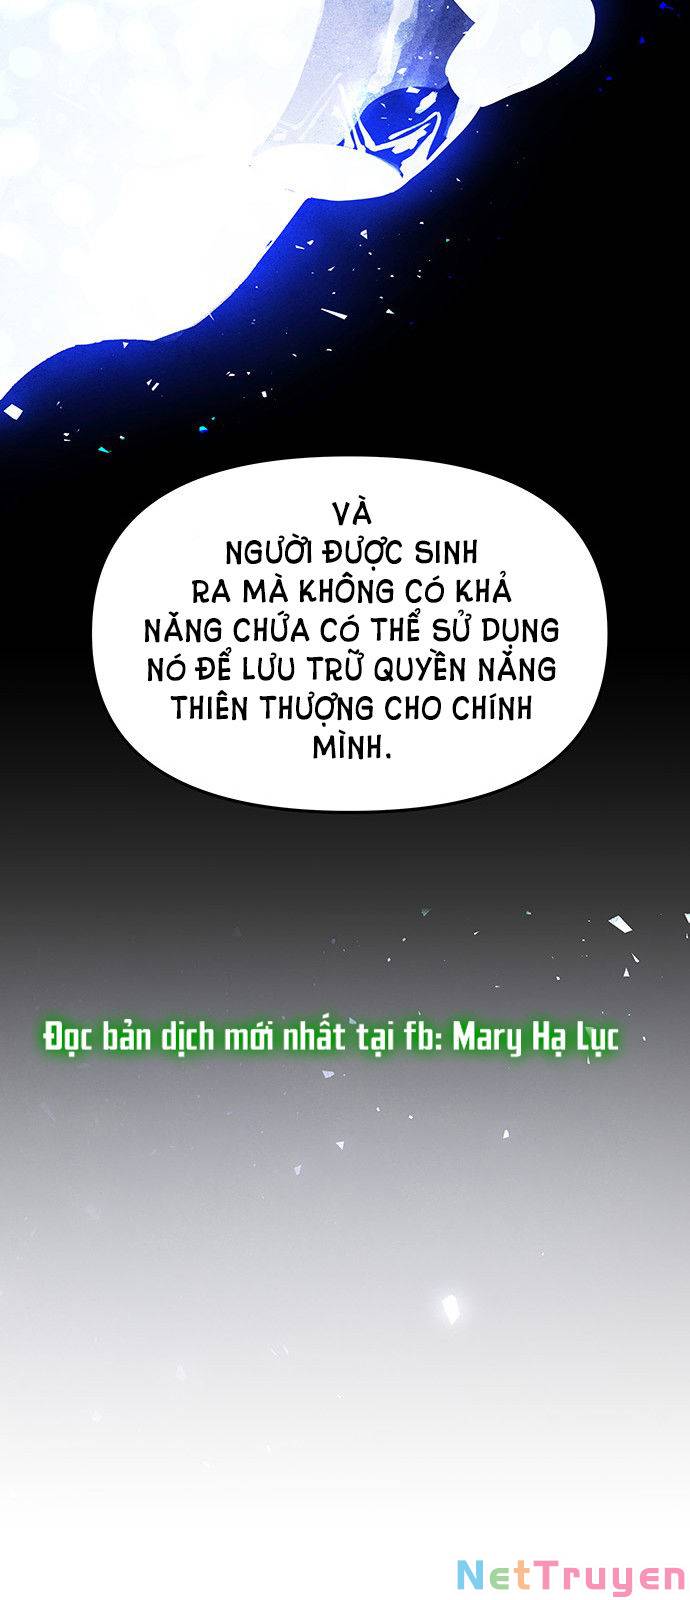 VÀ
NGƯỜI ĐƯỢC SINH
RA MÀ KHÔNG CÓ KHẢ
NĂNG CHỨA CÓ THỂ SỬ DỤNG
NÓ ĐỂ LƯU TRỮ QUYỀN NĂNG
THIÊN THƯỢNG CHO CHÍNH
MÌNH.
Đọc bản dịch mới nhất tại fb: Mary Hạ Lục
NetTruyen